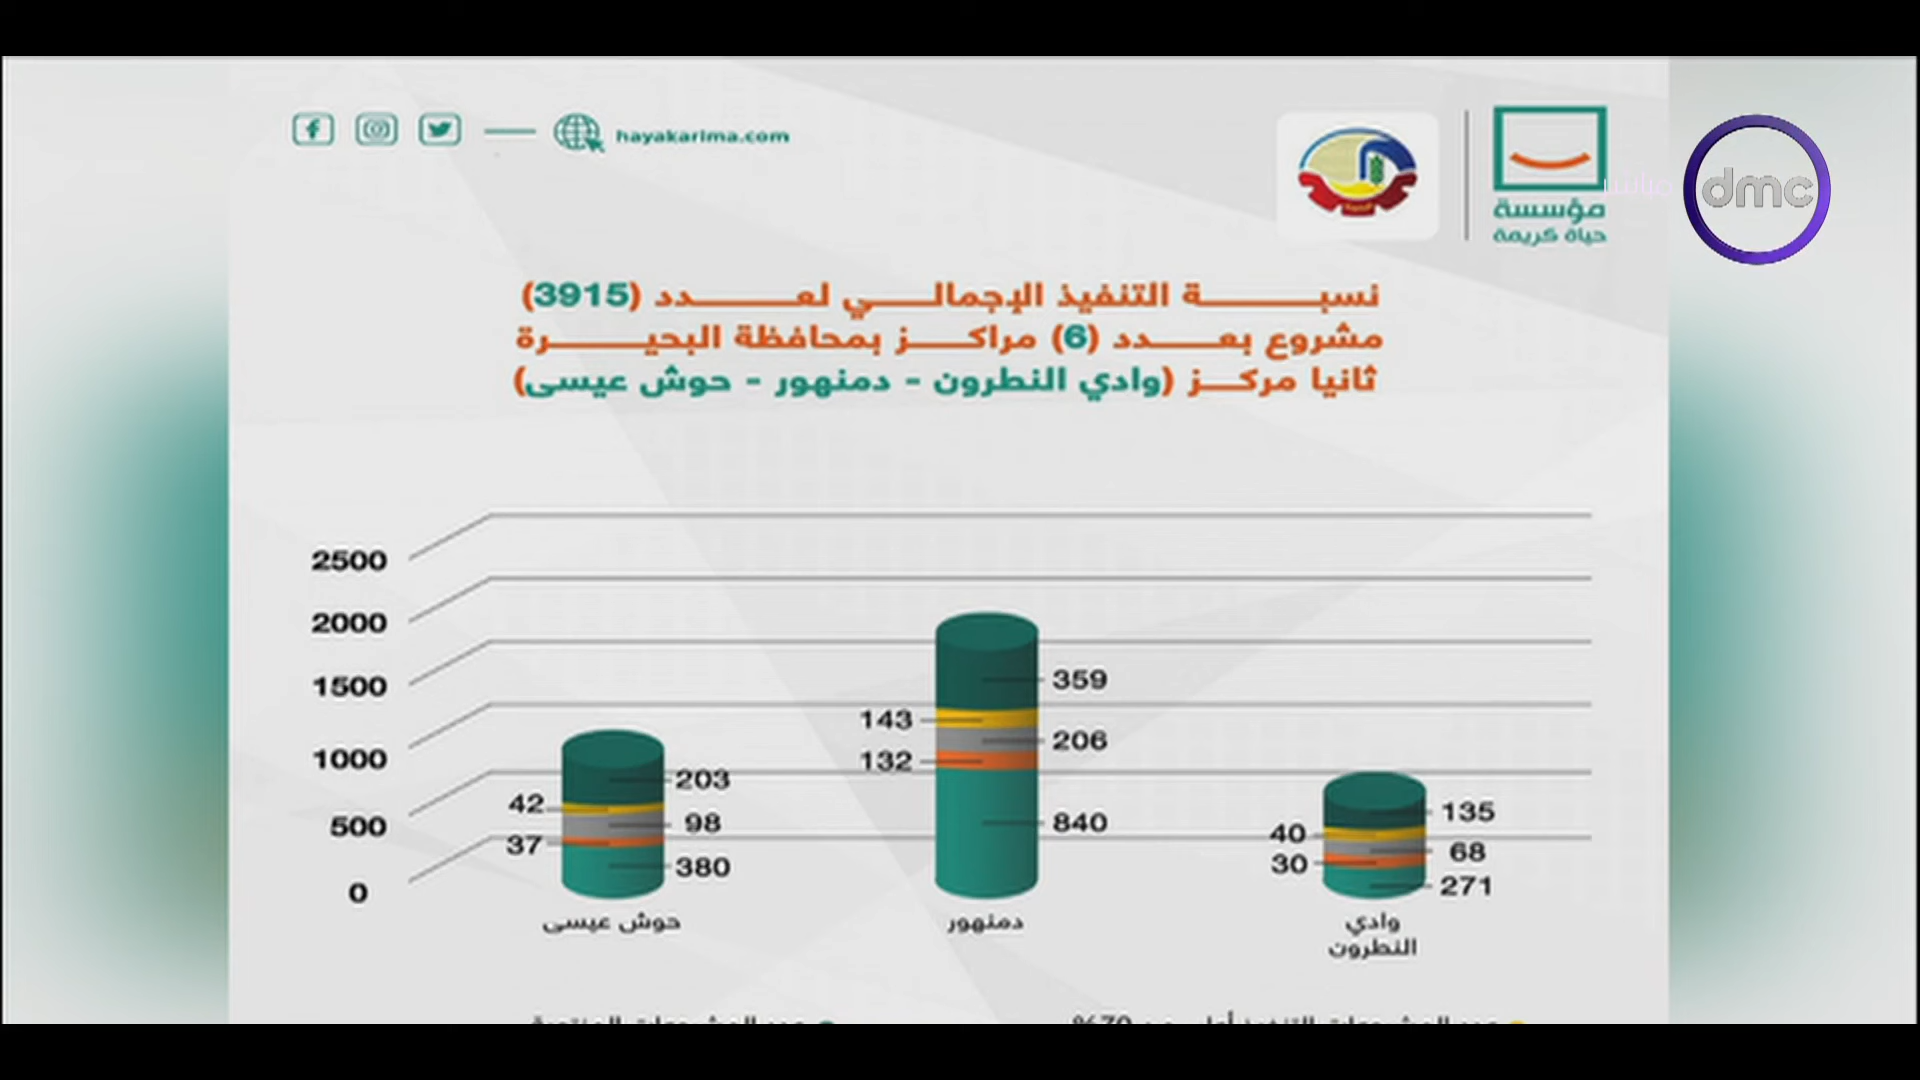 hayakarima.com
مؤسسة
حياة كريمة
مباشر
dmc
نسبة التنفيذ الإجمالي لعدد (3915)
مشروع بعدد (6) مراكز بمحافظة البحيرة
ثانيا مركز (وادي النطرون - دمنهور - حوش عيسى)
2500
2000
1500
1000
500
0
203
42
98
37
380
359
143
206
132
840
135
40
68
30
271
حوش عيسى
دمنهور
وادي
النطرون